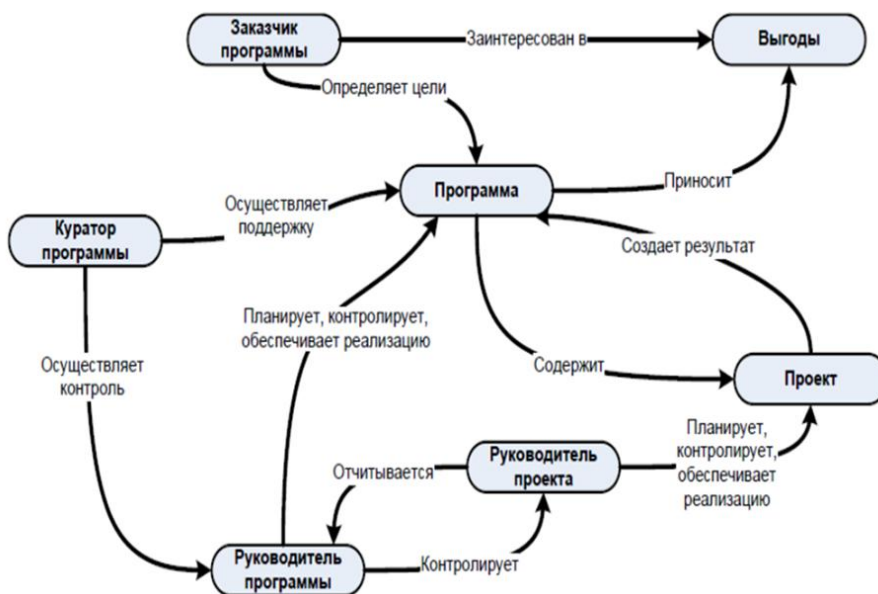 Заказчик
программы
Заинтересован в
Выгоды
Определяет цели
Программа
Приносит
Осуществляет
поддержку
Куратор
программы
Создает результат
Планирует, контролирует,
обеспечивает реализацию
Осуществляет
контроль
Содержит
Проект
Планирует,
контролирует,
обеспечивает
реализацию
Руководитель
проекта
Отчитывается
Руководитель
программы
Контролирует